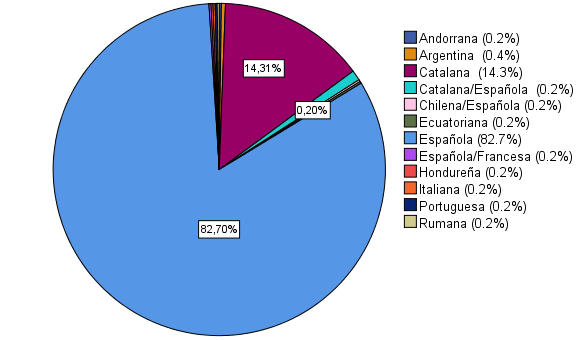 14,31%
0,20%
82,70%
Andorrana (0.2%)
Argentina (0.4%)
Catalana (14.3%)
Catalana/Española (0.2%)
Chilena/Española (0.2%)
Ecuatoriana (0.2%)
Española (82.7%)
Española/Francesa (0.2%)
Hondureña (0.2%)
Italiana (0.2%)
Portuguesa (0.2%)
Rumana (0.2%)